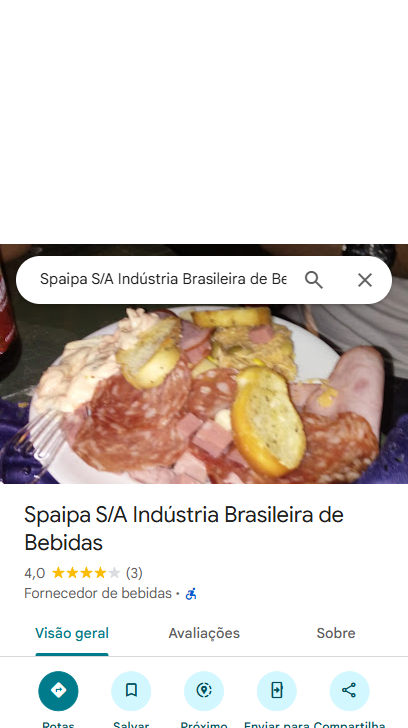 Spaipa S/A Indústria Brasileira de Be
Spaipa S/A Indústria Brasileira de
Bebidas
4,0 (3)
Fornecedor de bebidas ·
Visão geral Avaliações Sobre
Rotas Salvar Próximo Enviar para Compartilha